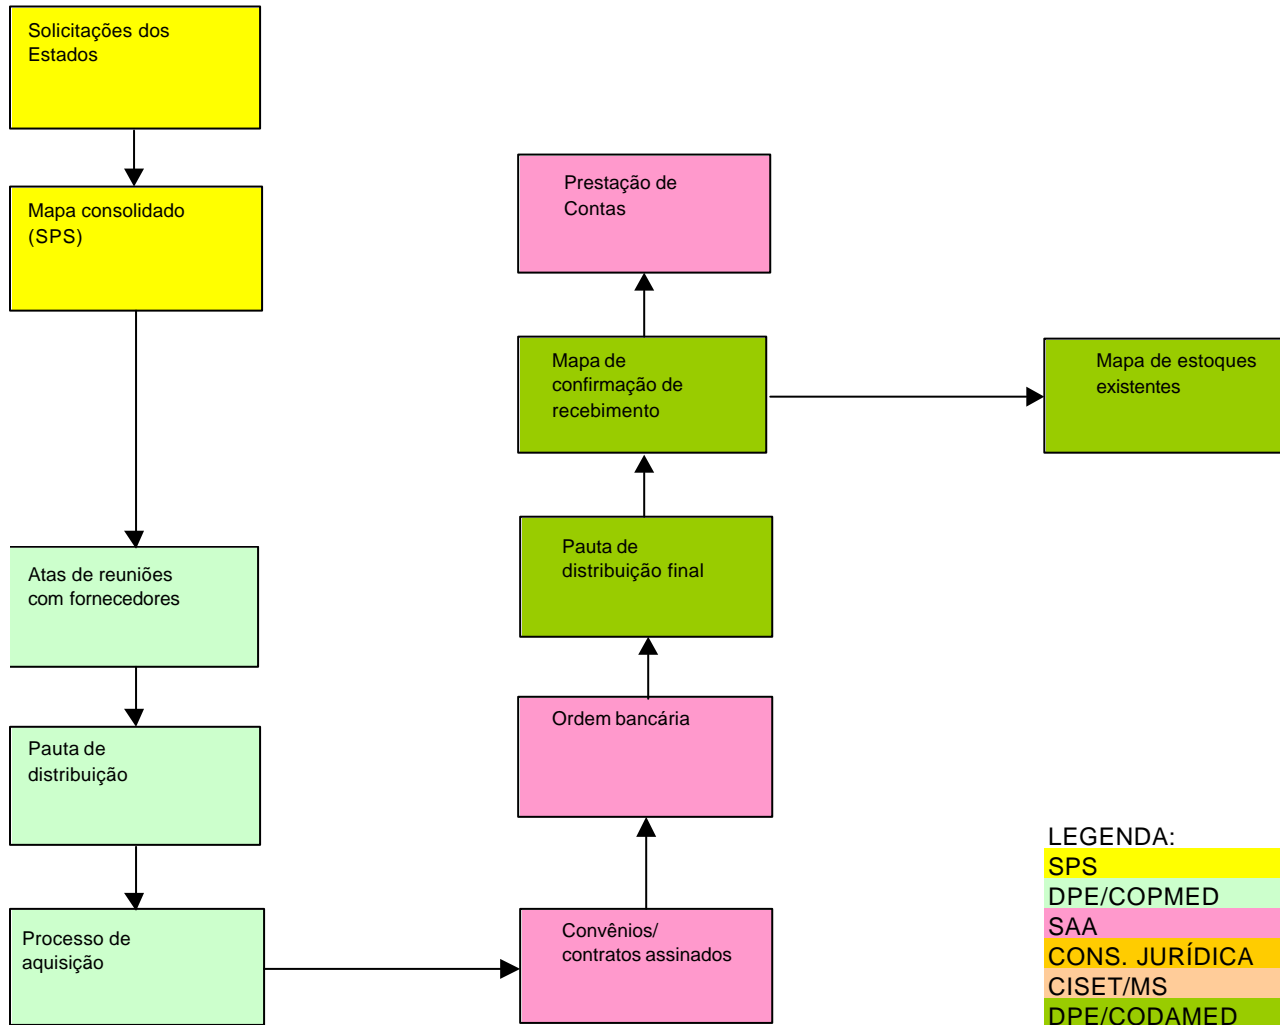 Solicitações dos
Estados
Mapa consolidado
(SPS)
Atas de reuniões
com fornecedores
Pauta de
distribuição
Processo de
aquisição
Convênios/
contratos assinados
Ordem bancária
Pauta de
distribuição final
Mapa de
confirmação de
recebimento
Prestação de
Contas
Mapa de estoques
existentes
LEGENDA:
SPS
DPE/COPMED
SAA
CONS. JURÍDICA
CISET/MS
DPE/CODAMED